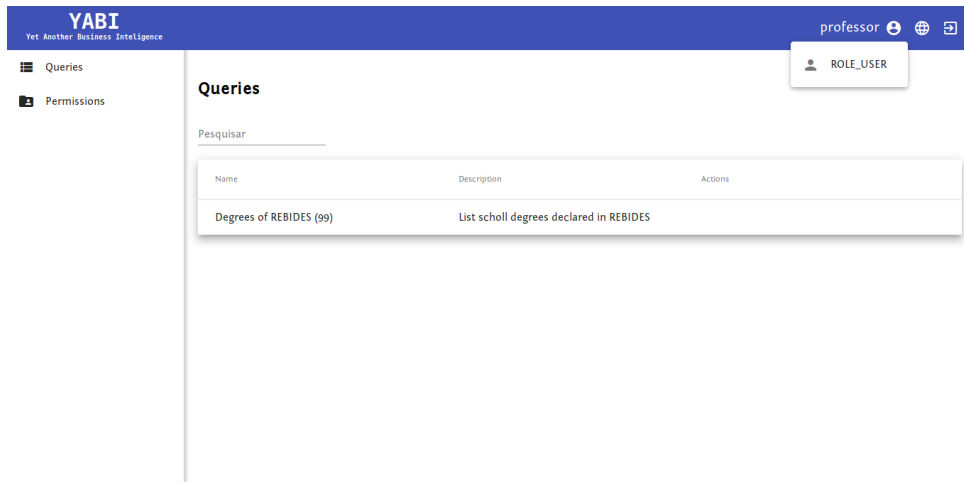 YABI
Yet Another Business Inteligence
professor
ROLE_USER
Queries
Permissions
Queries
Pesquisar
Name Description Actions
Degrees of REBIDES (99) List scholl degrees declared in REBIDES